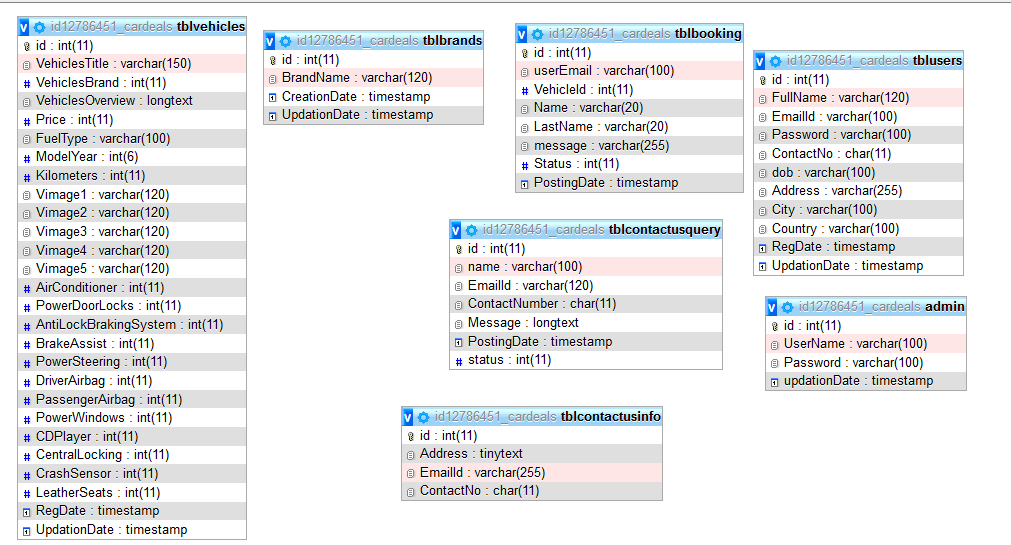 id12786451_cardeals tblvehicles
id : int(11)
VehiclesTitle : varchar(150)
VehiclesBrand : int(11)
VehiclesOverview : longtext
Price : int(11)
FuelType : varchar(100)
ModelYear : int(6)
Kilometers : int(11)
Vimage1 : varchar(120)
Vimage2 : varchar(120)
Vimage3 : varchar(120)
Vimage4 : varchar(120)
Vimage5 : varchar(120)
AirConditioner : int(11)
PowerDoorLocks : int(11)
AntiLockBrakingSystem : int(11)
BrakeAssist : int(11)
PowerSteering : int(11)
DriverAirbag : int(11)
PassengerAirbag : int(11)
PowerWindows : int(11)
CDPlayer : int(11)
CentralLocking : int(11)
CrashSensor : int(11)
LeatherSeats : int(11)
RegDate : timestamp
UpdationDate : timestamp
id12786451_cardeals tblbrands
id : int(11)
BrandName : varchar(120)
CreationDate : timestamp
UpdationDate : timestamp
id12786451_cardeals tblbooking
id : int(11)
userEmail : varchar(100)
VehicleId : int(11)
Name : varchar(20)
LastName : varchar(20)
message : varchar(255)
Status : int(11)
PostingDate : timestamp
id12786451_cardeals tblusers
id : int(11)
FullName : varchar(120)
EmailId : varchar(100)
Password : varchar(100)
ContactNo : char(11)
dob : varchar(100)
Address : varchar(255)
City : varchar(100)
Country : varchar(100)
RegDate : timestamp
UpdationDate : timestamp
id12786451_cardeals tblcontactusquery
id : int(11)
name : varchar(100)
EmailId : varchar(120)
ContactNumber : char(11)
Message : longtext
PostingDate : timestamp
status : int(11)
id12786451_cardeals admin
id : int(11)
UserName : varchar(100)
Password : varchar(100)
updationDate : timestamp
id12786451_cardeals tblcontactusinfo
id : int(11)
Address : tinytext
EmailId : varchar(255)
ContactNo : char(11)